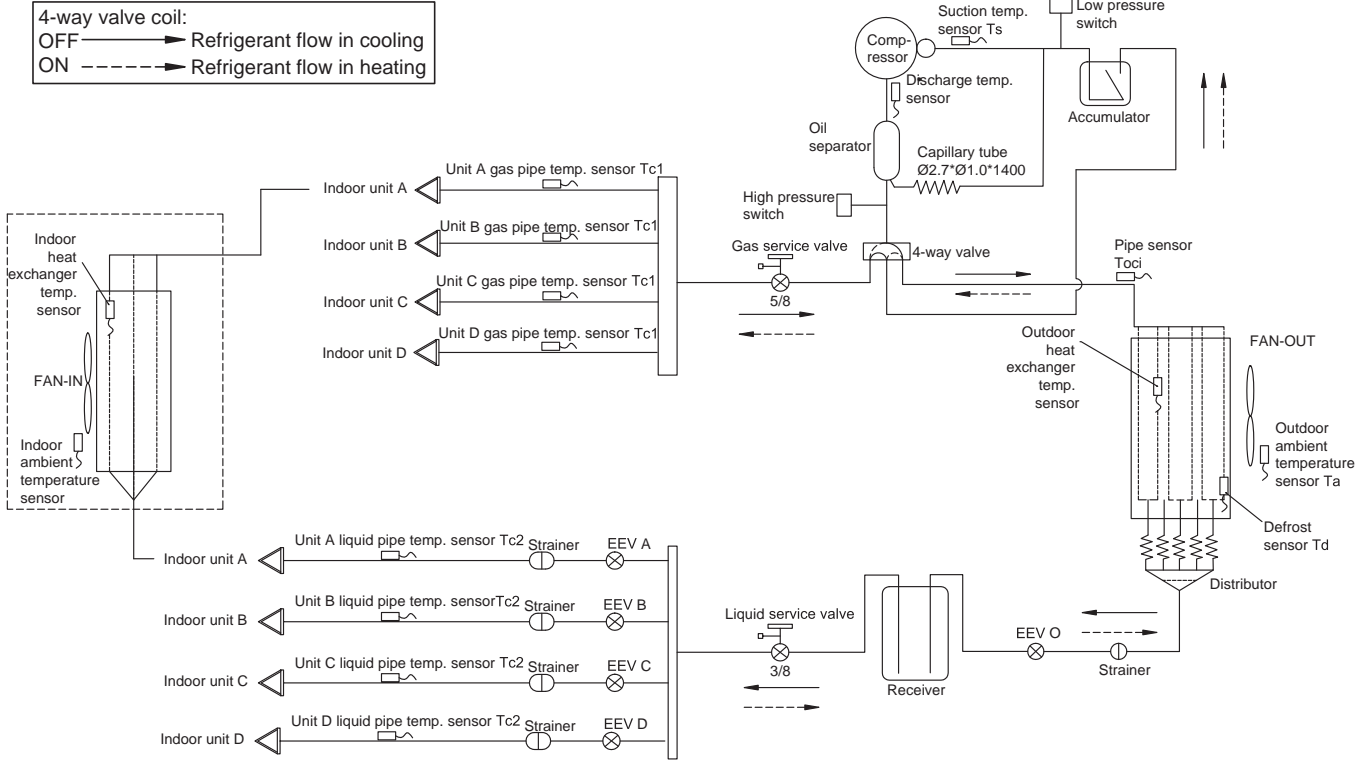 4-way valve coil:
OFF Refrigerant flow in cooling
ON Refrigerant flow in heating
Low pressure
switch
Suction temp.
sensor Ts
Comp-
ressor
Discharge temp.
sensor
Accumulator
Oil
separator
Capillary tube
Ø2.7*Ø1.0*1400
High pressure
switch
4-way valve
Gas service valve
5/8
Pipe sensor
Toci
Unit A gas pipe temp. sensor Tc1
Indoor unit A
Unit B gas pipe temp. sensor Tc1
Indoor unit B
Unit C gas pipe temp. sensor Tc1
Indoor unit C
Unit D gas pipe temp. sensor Tc1
Indoor unit D
Indoor
heat
exchanger
temp.
sensor
FAN-IN
Indoor
ambient
temperature
sensor
Outdoor
heat
exchanger
temp.
sensor
FAN-OUT
Outdoor
ambient
temperature
sensor Ta
Defrost
sensor Td
Distributor
Unit A liquid pipe temp. sensor Tc2
Strainer
EEV A
Indoor unit A
Unit B liquid pipe temp. sensorTc2
Strainer
EEV B
Indoor unit B
Unit C liquid pipe temp. sensor Tc2
Strainer
EEV C
Indoor unit C
Unit D liquid pipe temp. sensor Tc2
Strainer
EEV D
Indoor unit D
Liquid service valve
3/8
Receiver
EEV O
Strainer